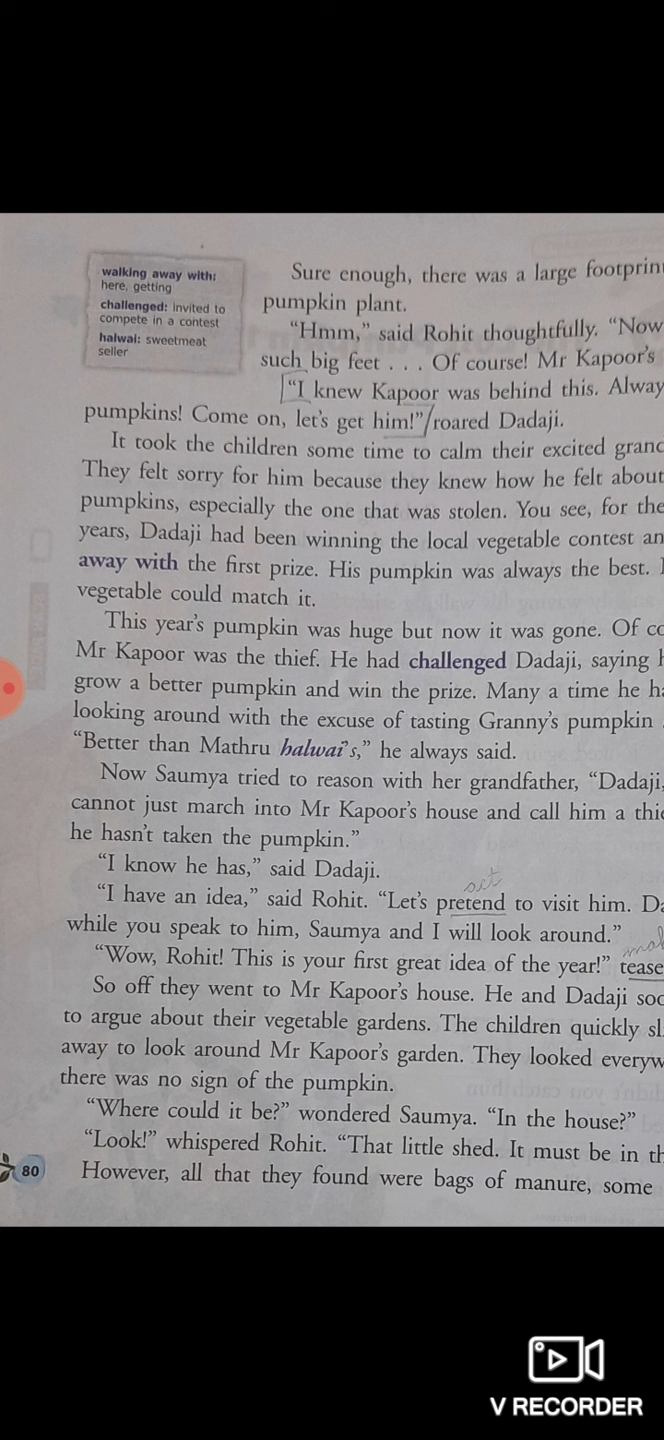 walking away with:
here, getting
challenged: invited to
compete in a contest
halwai: sweetmeat
seller
Sure enough, there was a large footprin
pumpkin plant.
“Hmm,” said Rohit thoughtfully. “Now
such big feet . . . Of course! Mr Kapoor’s
“I knew Kapoor was behind this. Alway
pumpkins! Come on, let’s get him!” roared Dadaji.
It took the children some time to calm their excited grand
They felt sorry for him because they knew how he felt about
pumpkins, especially the one that was stolen. You see, for the
years, Dadaji had been winning the local vegetable contest an
away with the first prize. His pumpkin was always the best.
vegetable could match it.
This year’s pumpkin was huge but now it was gone. Of co
Mr Kapoor was the thief. He had challenged Dadaji, saying h
grow a better pumpkin and win the prize. Many a time he ha
looking around with the excuse of tasting Granny’s pumpkin
“Better than Mathru halwai’s,” he always said.
Now Saumya tried to reason with her grandfather, “Dadaji,
cannot just march into Mr Kapoor’s house and call him a thie
he hasn’t taken the pumpkin.”
“I know he has,” said Dadaji.
act
“I have an idea,” said Rohit. “Let’s pretend to visit him. Da
while you speak to him, Saumya and I will look around.”
“Wow, Rohit! This is your first great idea of the year!” tease
So off they went to Mr Kapoor’s house. He and Dadaji soo
to argue about their vegetable gardens. The children quickly sl
away to look around Mr Kapoor’s garden. They looked everyw
there was no sign of the pumpkin.
“Where could it be?” wondered Saumya. “In the house?”
“Look!” whispered Rohit. “That little shed. It must be in th
80 However, all that they found were bags of manure, some
V RECORDER